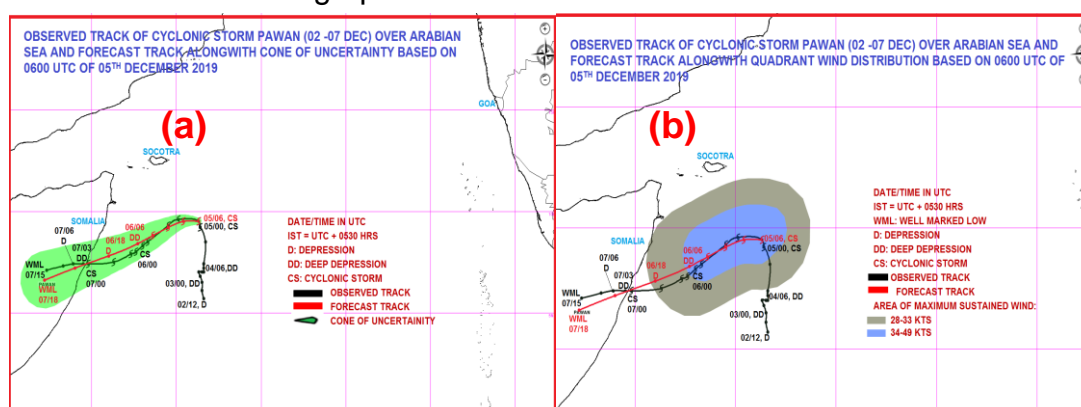 OBSERVED TRACK OF CYCLONIC STORM PAWAN (02 -07 DEC) OVER ARABIAN
SEA AND FORECAST TRACK ALONGWITH CONE OF UNCERTAINTY BASED ON
0600 UTC OF 05TH DECEMBER 2019
(a)
GOA
SOCOTRA
SOMALIA
07/06
D
07/03
DD
06/18
D
06/06
DD
05/06, CS
05/00, CS
CS
06/00
CS
07/00
WML
07/15
WML
07/18
04/06,DD
03/00, DD
02/12, D
DATE/TIME IN UTC
IST = UTC + 0530 HRS
WML: WELL MARKED LOW
D: DEPRESSION
DD: DEEP DEPRESSION
CS: CYCLONIC STORM
OBSERVED TRACK
FORECAST TRACK
CONE OF UNCERTAINITY
OBSERVED TRACK OF CYCLONIC STORM PAWAN (02 -07 DEC) OVER ARABIAN SEA AND
FORECAST TRACK ALONGWITH QUADRANT WIND DISTRIBUTION BASED ON 0600 UTC OF
05TH DECEMBER 2019
(b)
SOCOTRA
SOMALIA
07/06
D
07/03
DD
06/18
D
06/06
DD
05/06, CS
05/00, CS
CS
06/00
CS
07/00
WML
07/15
WML
07/18
04/06, DD
03/00, DD
02/12, D
DATE/TIME IN UTC
IST = UTC + 0530 HRS
WML: WELL MARKED LOW
D: DEPRESSION
DD: DEEP DEPRESSION
CS: CYCLONIC STORM
OBSERVED TRACK
FORECAST TRACK
AREA OF MAXIMUM SUSTAINED WIND:
28-33 KTS
34-49 KTS